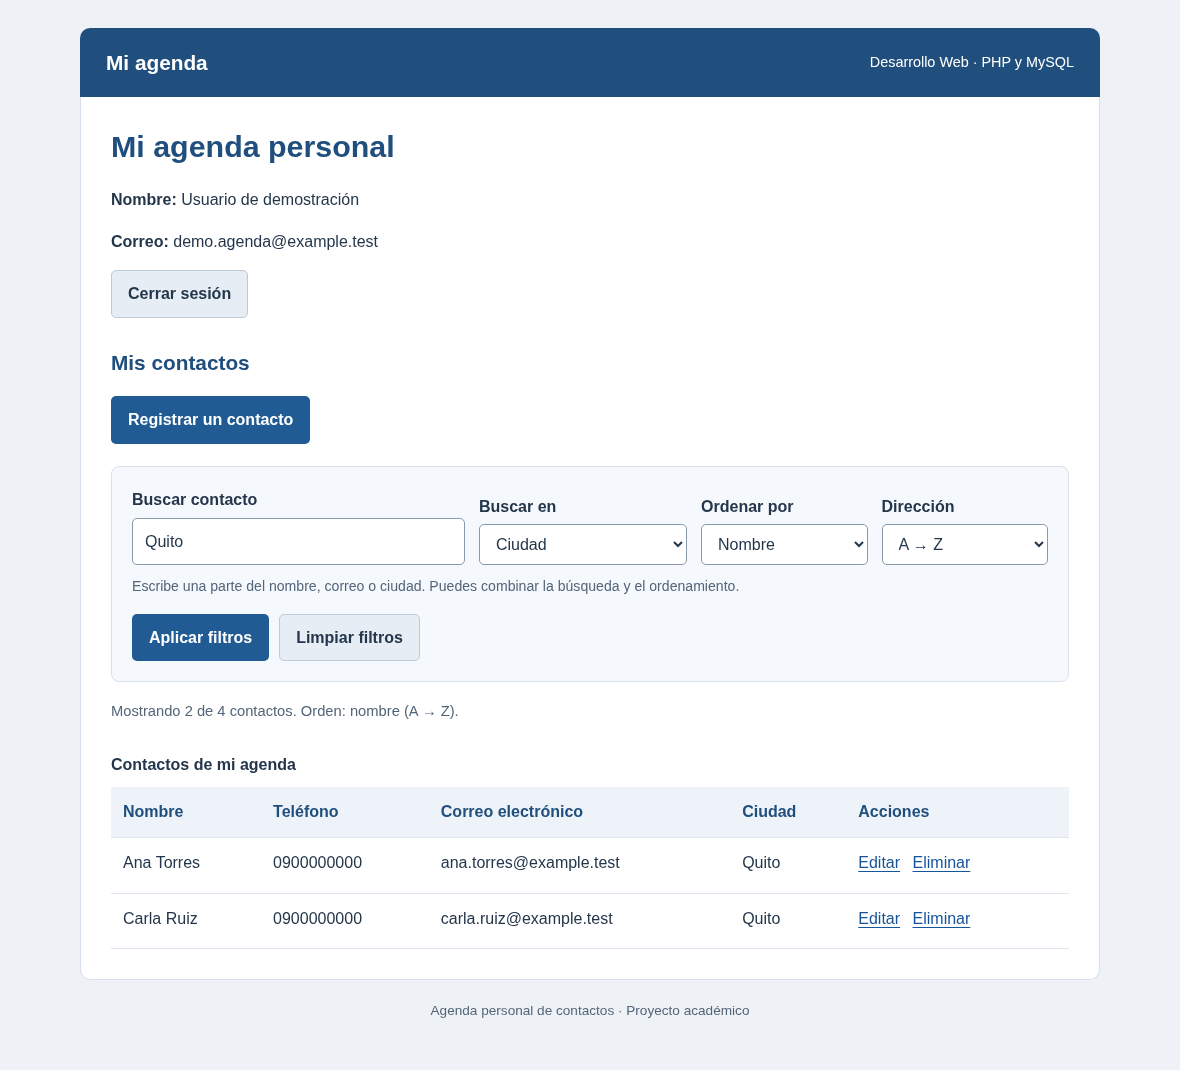 Mi agenda
Desarrollo Web · PHP y MySQL
Mi agenda personal
Nombre: Usuario de demostración
Correo: demo.agenda@example.test
Cerrar sesión
Mis contactos
Registrar un contacto
Buscar contacto
Quito
Buscar en
Ciudad
Ordenar por
Nombre
Dirección
A → Z
Escribe una parte del nombre, correo o ciudad. Puedes combinar la búsqueda y el ordenamiento.
Aplicar filtros
Limpiar filtros
Mostrando 2 de 4 contactos. Orden: nombre (A → Z).
Contactos de mi agenda
Nombre Teléfono Correo electrónico Ciudad Acciones
Ana Torres 0900000000 ana.torres@example.test Quito Editar Eliminar
Carla Ruiz 0900000000 carla.ruiz@example.test Quito Editar Eliminar
Agenda personal de contactos · Proyecto académico